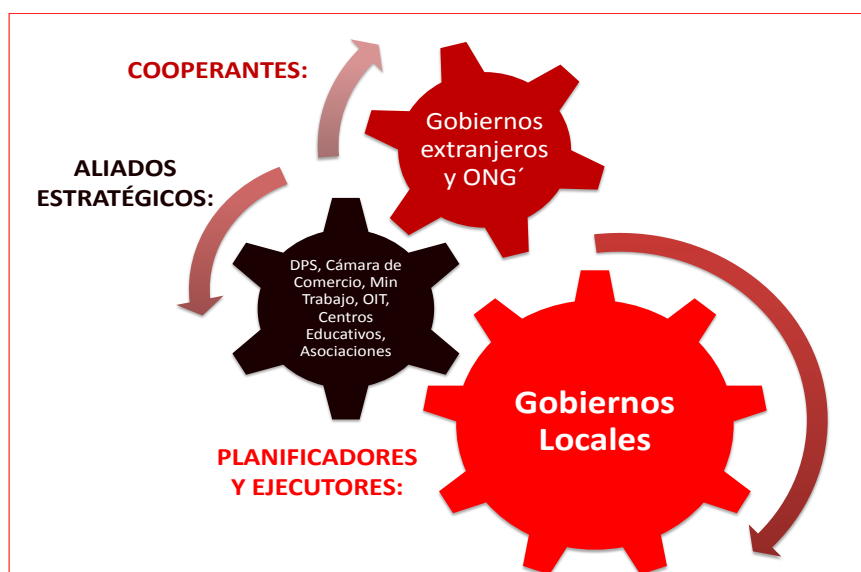 COOPERANTES:
Gobiernos
extranjeros
y ONG´
ALIADOS
ESTRATÉGICOS:
DPS, Cámara de
Comercio, Min
Trabajo, OIT,
Centros
Educativos,
Asociaciones
PLANIFICADORES
Y EJECUTORES:
Gobiernos
Locales